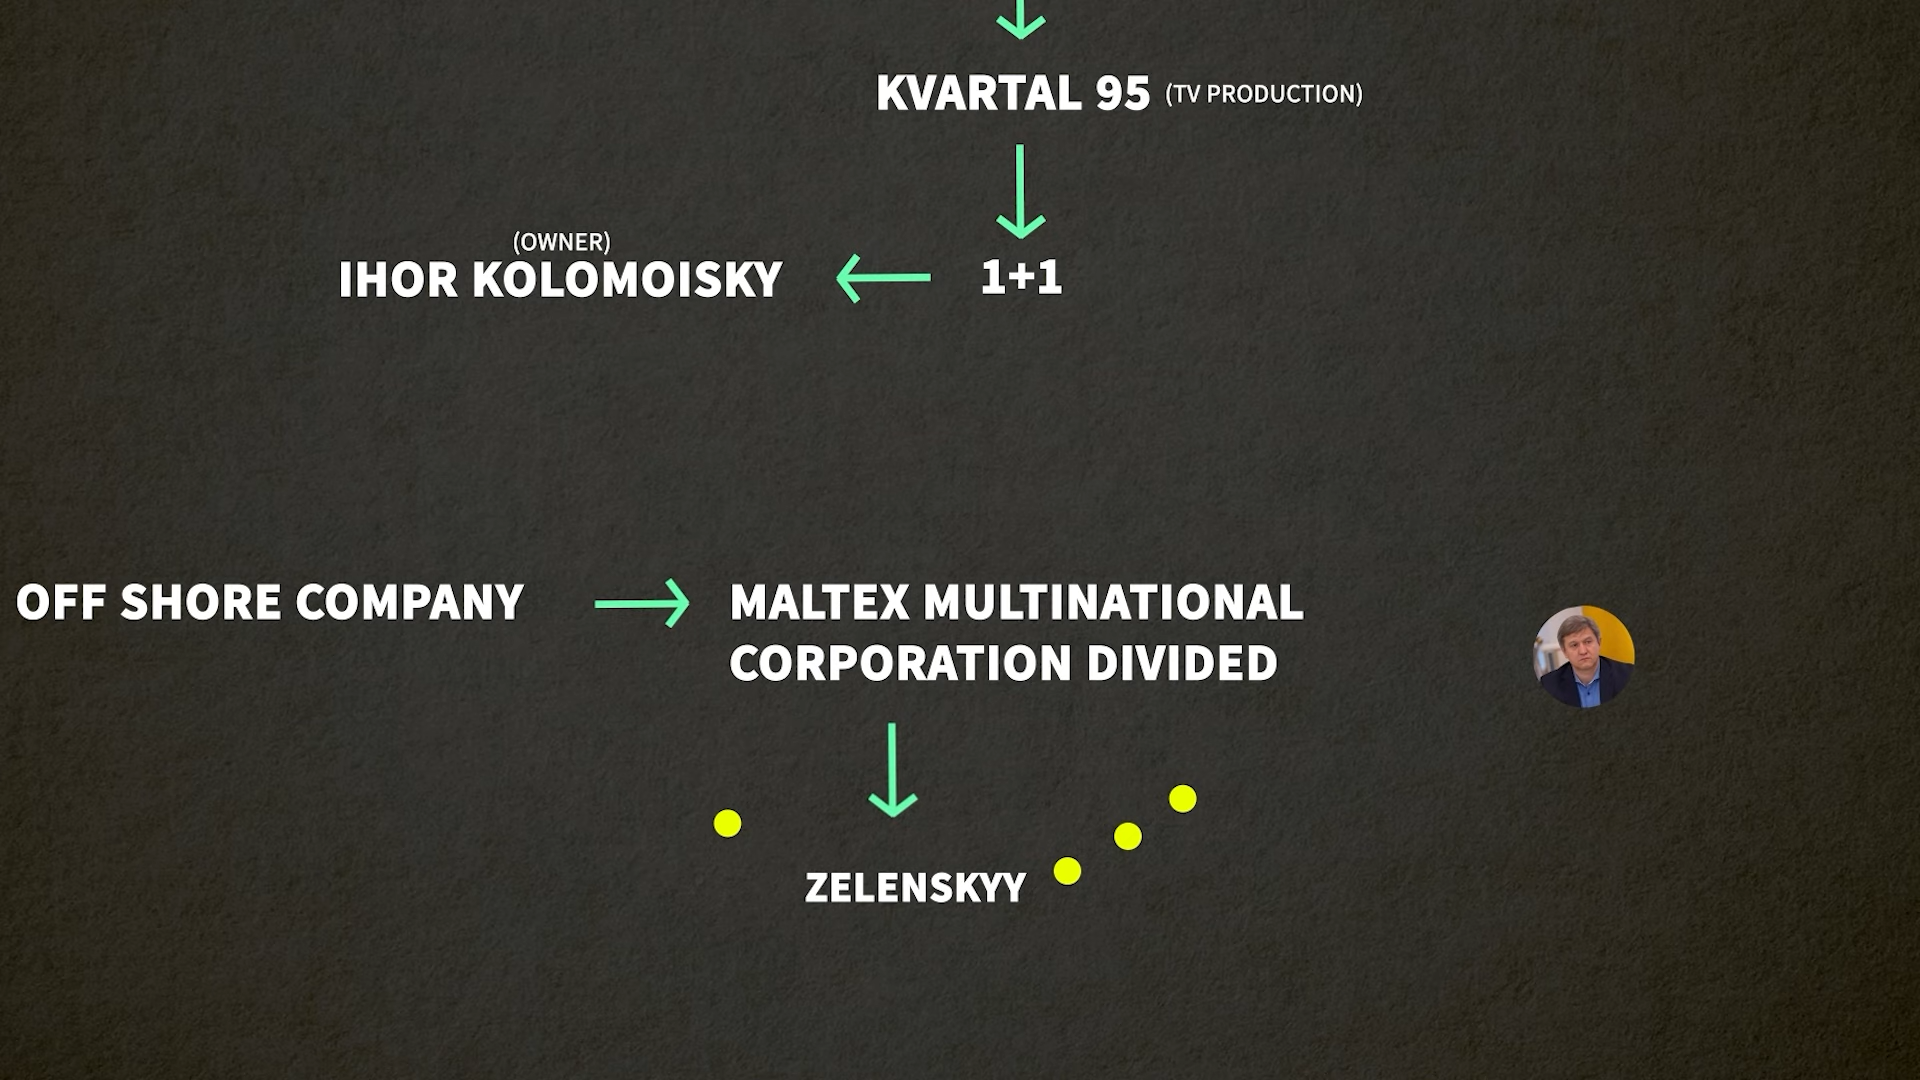 KVARTAL 95 (TV PRODUCTION)
(OWNER)
IHOR KOLOMOISKY
1+1
OFF SHORE COMPANY
MALTEX MULTINATIONAL
CORPORATION DIVIDED
ZELENSKYY